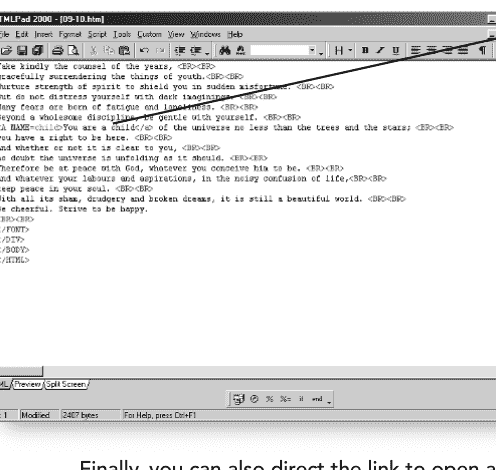 TMLPad 2000 - [09-10.htm]
File Edit Insert Format Script Tools Custom View Windows Help
H B I U ¶
ake kindly the counsel of the years, <BR><BR>
gracefully surrendering the things of youth.<BR><BR>
Nurture strength of spirit to shield you in sudden misfortune. <BR><BR>
But do not distress yourself with dark imaginings. <BR><BR>
Many fears are born of fatigue and loneliness. <BR><BR>
Beyond a wholesome discipline, be gentle with yourself. <BR><BR>
<A NAME=child>You are a child</a> of the universe no less than the trees and the stars; <BR><BR>
you have a right to be here. <BR><BR>
And whether or not it is clear to you, <BR><BR>
no doubt the universe is unfolding as it should. <BR><BR>
Therefore be at peace with God, whatever you conceive him to be. <BR><BR>
And whatever your labours and aspirations, in the noisy confusion of life,<BR><BR>
keep peace in your soul. <BR><BR>
With all its sham, drudgery and broken dreams, it is still a beautiful world. <BR><BR>
Be cheerful. Strive to be happy.
<BR><BR>
</FONT>
</DIV>
</BODY>
</HTML>
ML Preview Split Screen
% %= it end
: 1 Modified 2407 bytes For Help, press Ctrl+F1
Finally, you can also direct the link to open a